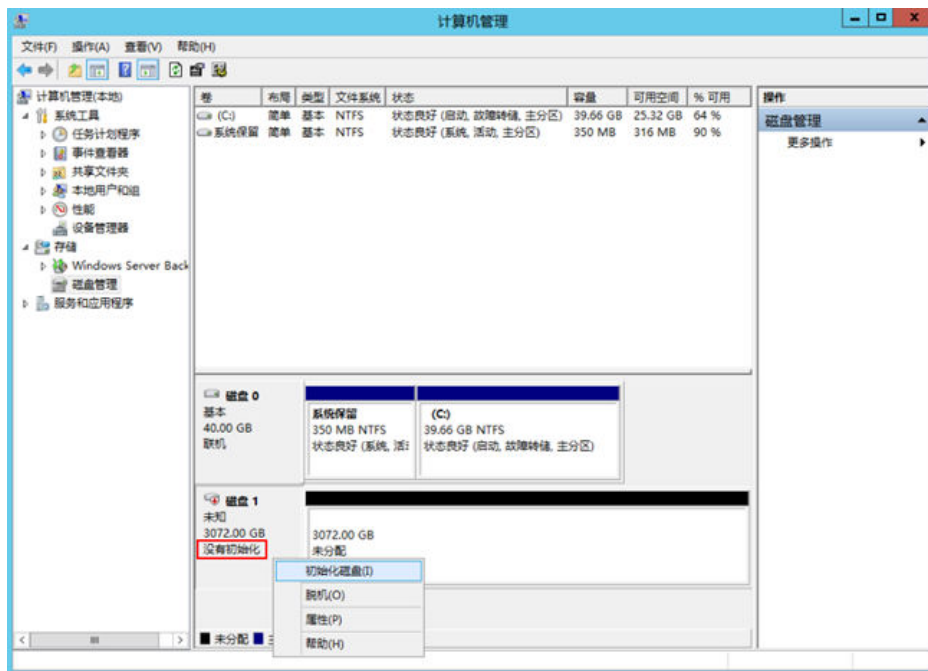 计算机管理
文件(F) 操作(A) 查看(V) 帮助(H)
计算机管理(本地)
系统工具
任务计划程序
事件查看器
共享文件夹
本地用户和组
性能
设备管理器
存储
Windows Server Back
磁盘管理
服务和应用程序
卷 布局 类型 文件系统 状态 容量 可用空间 % 可用
(C:) 简单 基本 NTFS 状态良好 (启动, 故障转储, 主分区) 39.66 GB 25.32 GB 64 %
系统保留 简单 基本 NTFS 状态良好 (系统, 活动, 主分区) 350 MB 316 MB 90 %
操作
磁盘管理
更多操作
磁盘 0
基本
40.00 GB
联机
系统保留
350 MB NTFS
状态良好 (系统, 活
(C:)
39.66 GB NTFS
状态良好 (启动, 故障转储, 主分区)
磁盘 1
未知
3072.00 GB
没有初始化
3072.00 GB
未分配
初始化磁盘(I)
脱机(O)
属性(P)
帮助(H)
未分配